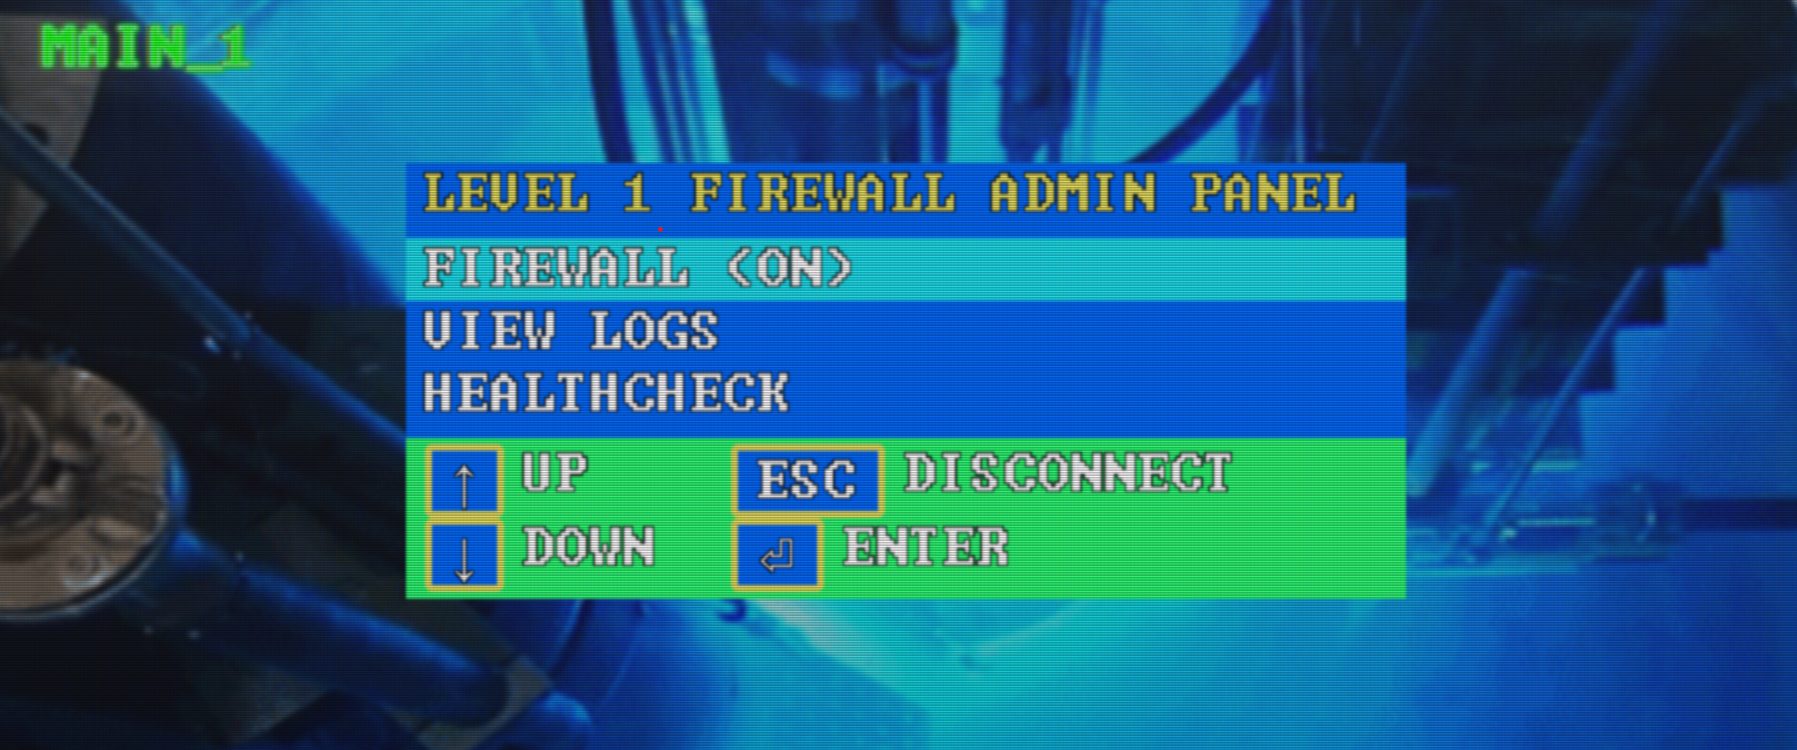 MAIN_1
LEVEL 1 FIREWALL ADMIN PANEL
FIREWALL <ON>
VIEW LOGS
HEALTHCHECK
↑ UP ESC DISCONNECT
↓ DOWN ⏎ ENTER